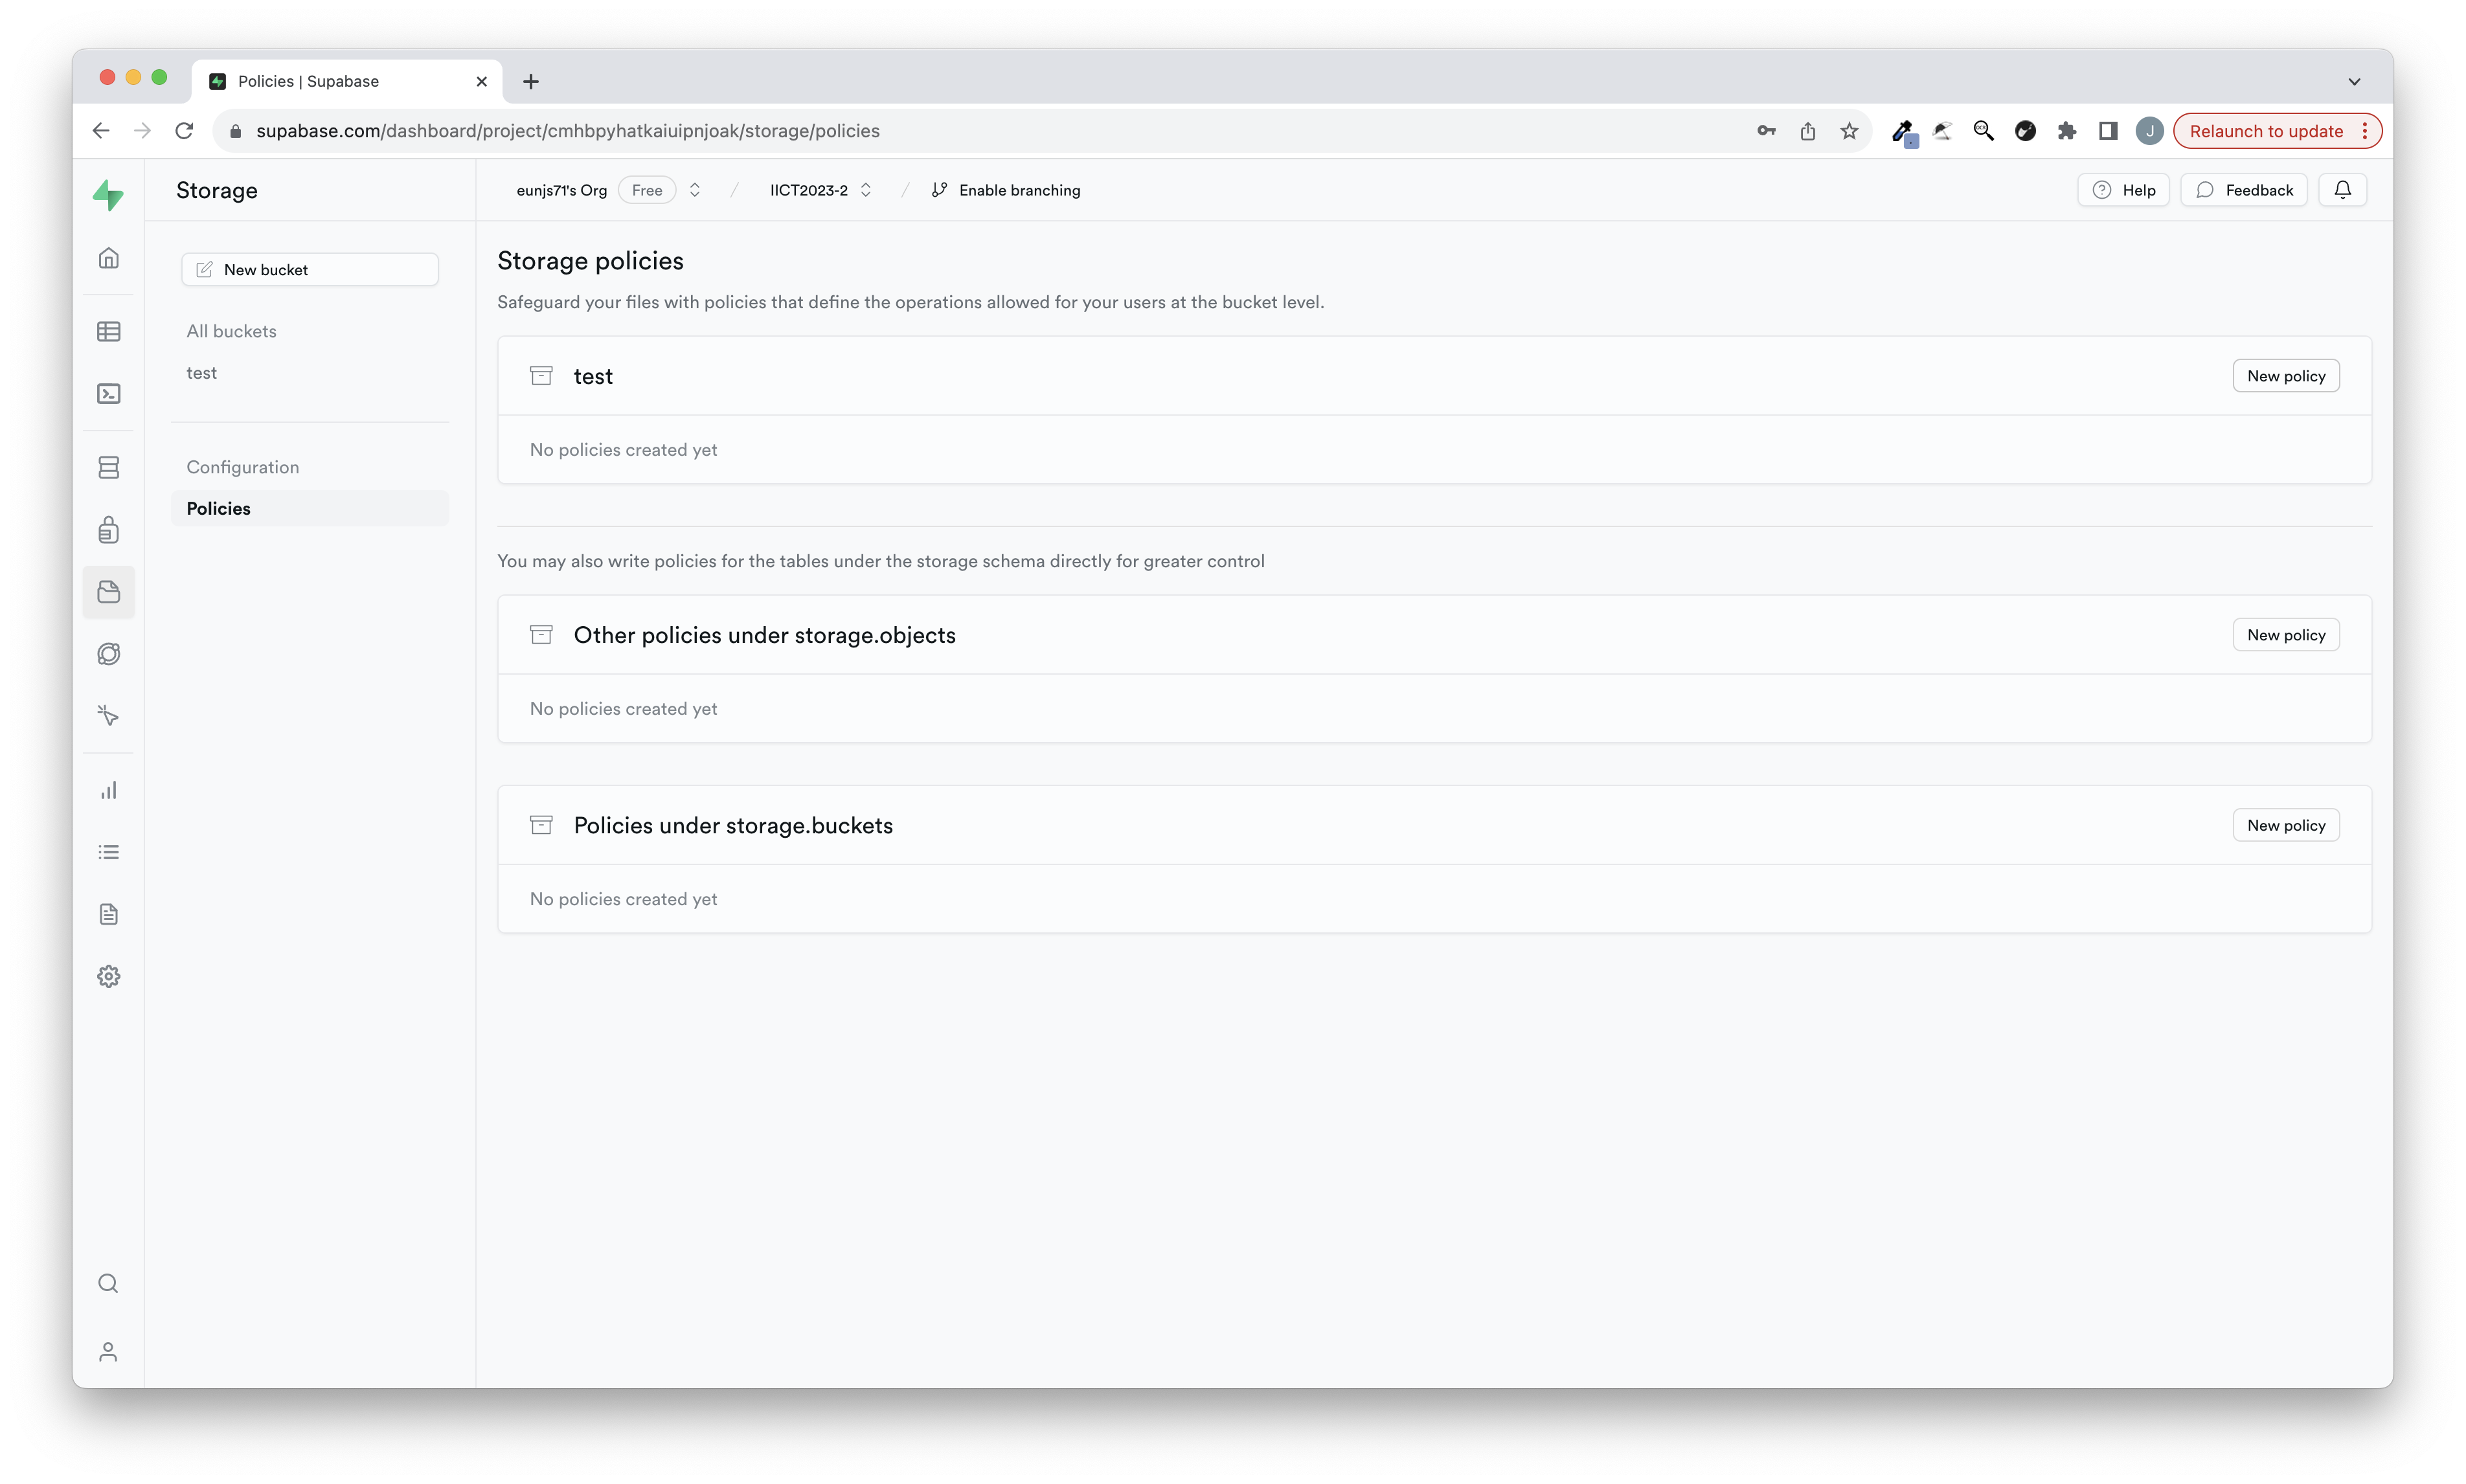 Policies | Supabase
supabase.com/dashboard/project/cmhbpyhatkaiuipnjoak/storage/policies
J
Relaunch to update
Storage
eunjs71's Org Free / IICT2023-2 / Enable branching
Help
Feedback
New bucket
All buckets
test
Configuration
Policies
Storage policies
Safeguard your files with policies that define the operations allowed for your users at the bucket level.
test
New policy
No policies created yet
You may also write policies for the tables under the storage schema directly for greater control
Other policies under storage.objects
New policy
No policies created yet
Policies under storage.buckets
New policy
No policies created yet